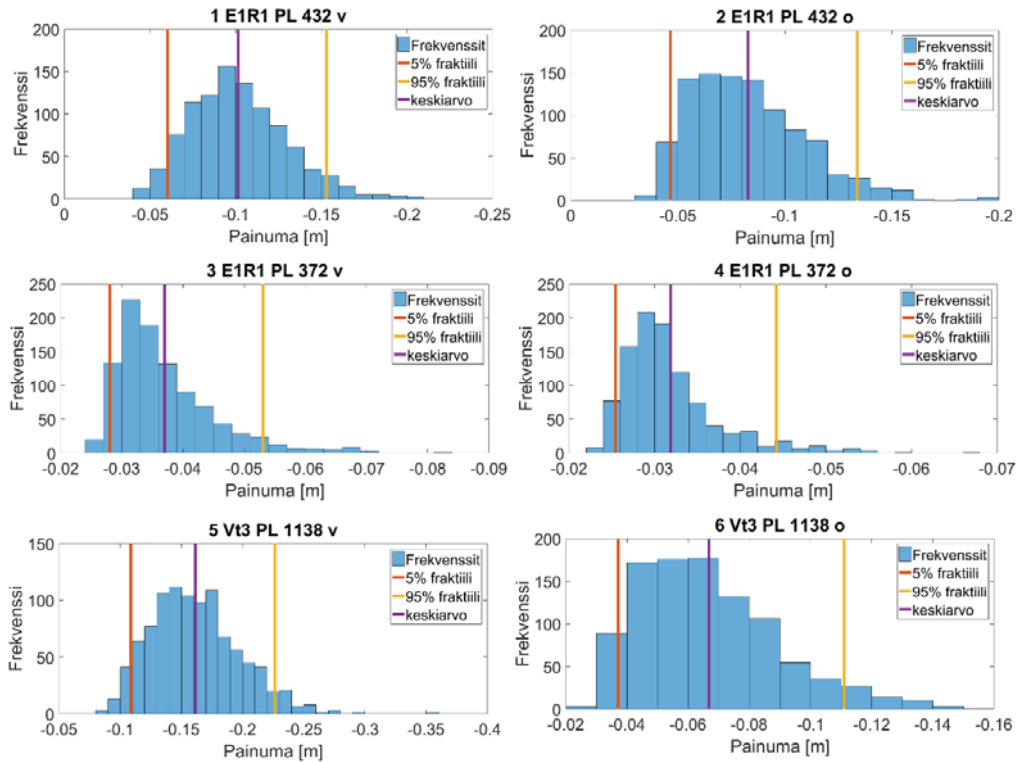 1 E1R1 PL 432 v
200
150
100
50
0
Frekvenssi
0 -0.05 -0.1 -0.15 -0.2 -0.25
Painuma [m]
Frekvenssit
5% fraktiili
95% fraktiili
keskiarvo
2 E1R1 PL 432 o
200
150
100
50
0
Frekvenssi
0 -0.05 -0.1 -0.15 -0.2
Painuma [m]
Frekvenssit
5% fraktiili
95% fraktiili
keskiarvo
3 E1R1 PL 372 v
250
200
150
100
50
0
Frekvenssi
-0.02 -0.03 -0.04 -0.05 -0.06 -0.07 -0.08 -0.09
Painuma [m]
Frekvenssit
5% fraktiili
95% fraktiili
keskiarvo
4 E1R1 PL 372 o
250
200
150
100
50
0
Frekvenssi
-0.02 -0.03 -0.04 -0.05 -0.06 -0.07
Painuma [m]
Frekvenssit
5% fraktiili
95% fraktiili
keskiarvo
5 Vt3 PL 1138 v
150
100
50
0
Frekvenssi
-0.05 -0.1 -0.15 -0.2 -0.25 -0.3 -0.35 -0.4
Painuma [m]
Frekvenssit
5% fraktiili
95% fraktiili
keskiarvo
6 Vt3 PL 1138 o
200
150
100
50
0
Frekvenssi
-0.02 -0.04 -0.06 -0.08 -0.1 -0.12 -0.14 -0.16
Painuma [m]
Frekvenssit
5% fraktiili
95% fraktiili
keskiarvo